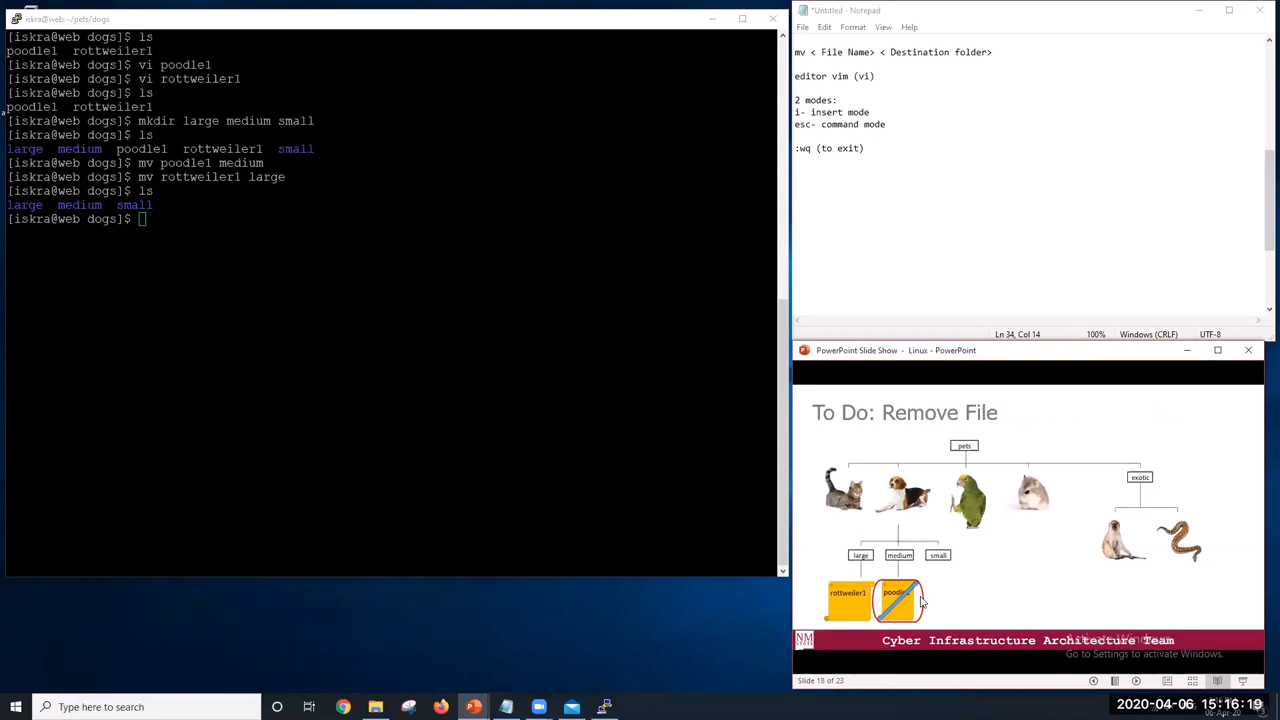 iskra@web:~/pets/dogs
[iskra@web dogs]$ ls
poodle1  rottweiler1
[iskra@web dogs]$ vi poodle1
[iskra@web dogs]$ vi rottweiler1
[iskra@web dogs]$ ls
poodle1  rottweiler1
[iskra@web dogs]$ mkdir large medium small
[iskra@web dogs]$ ls
large  medium  poodle1  rottweiler1  small
[iskra@web dogs]$ mv poodle1 medium
[iskra@web dogs]$ mv rottweiler1 large
[iskra@web dogs]$ ls
large  medium  small
[iskra@web dogs]$
*Untitled - Notepad
File Edit Format View Help
mv < File Name> < Destination folder>
editor vim (vi)
2 modes:
i- insert mode
esc- command mode
:wq (to exit)
Ln 34, Col 14 100% Windows (CRLF) UTF-8
PowerPoint Slide Show - Linux - PowerPoint
To Do: Remove File
pets
exotic
large medium small
rottweiler1
NM
Cyber Infrastructure Architecture Team
Activate Windows
Go to Settings to activate Windows.
Slide 18 of 23
Type here to search
2020-04-06 15:16:19